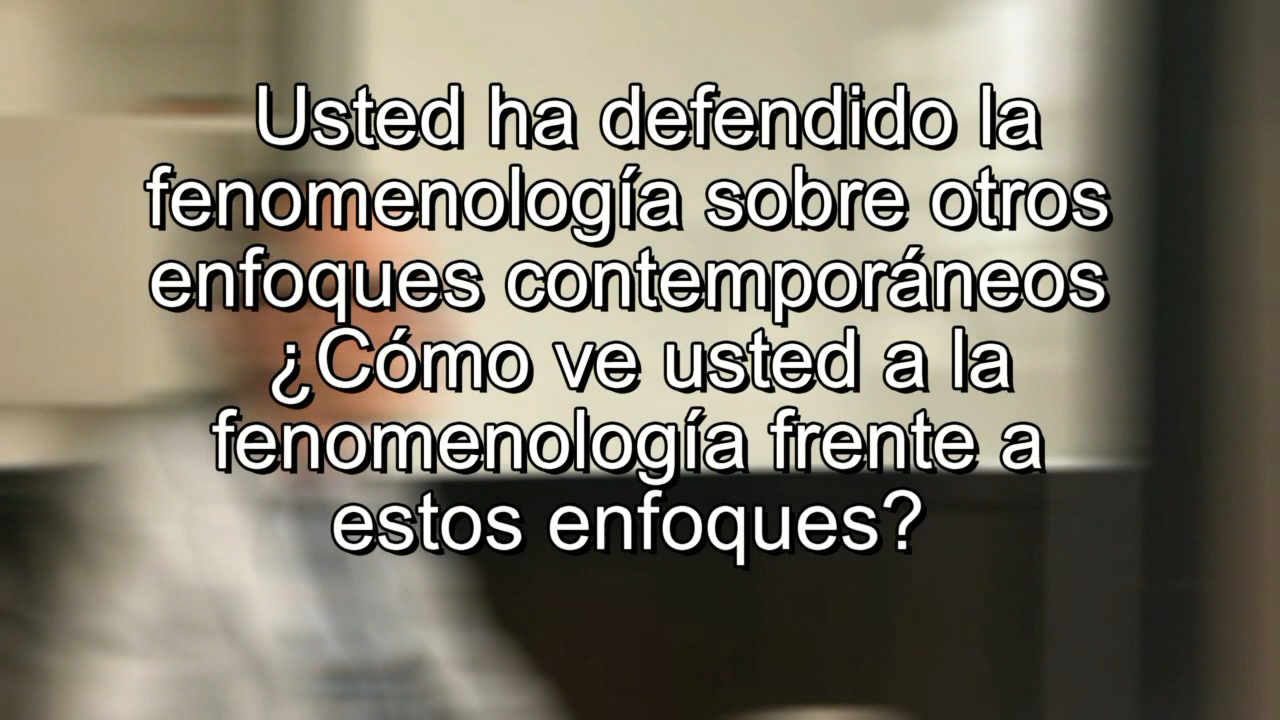 Usted ha defendido la
fenomenología sobre otros
enfoques contemporáneos
¿Cómo ve usted a la
fenomenología frente a
estos enfoques?